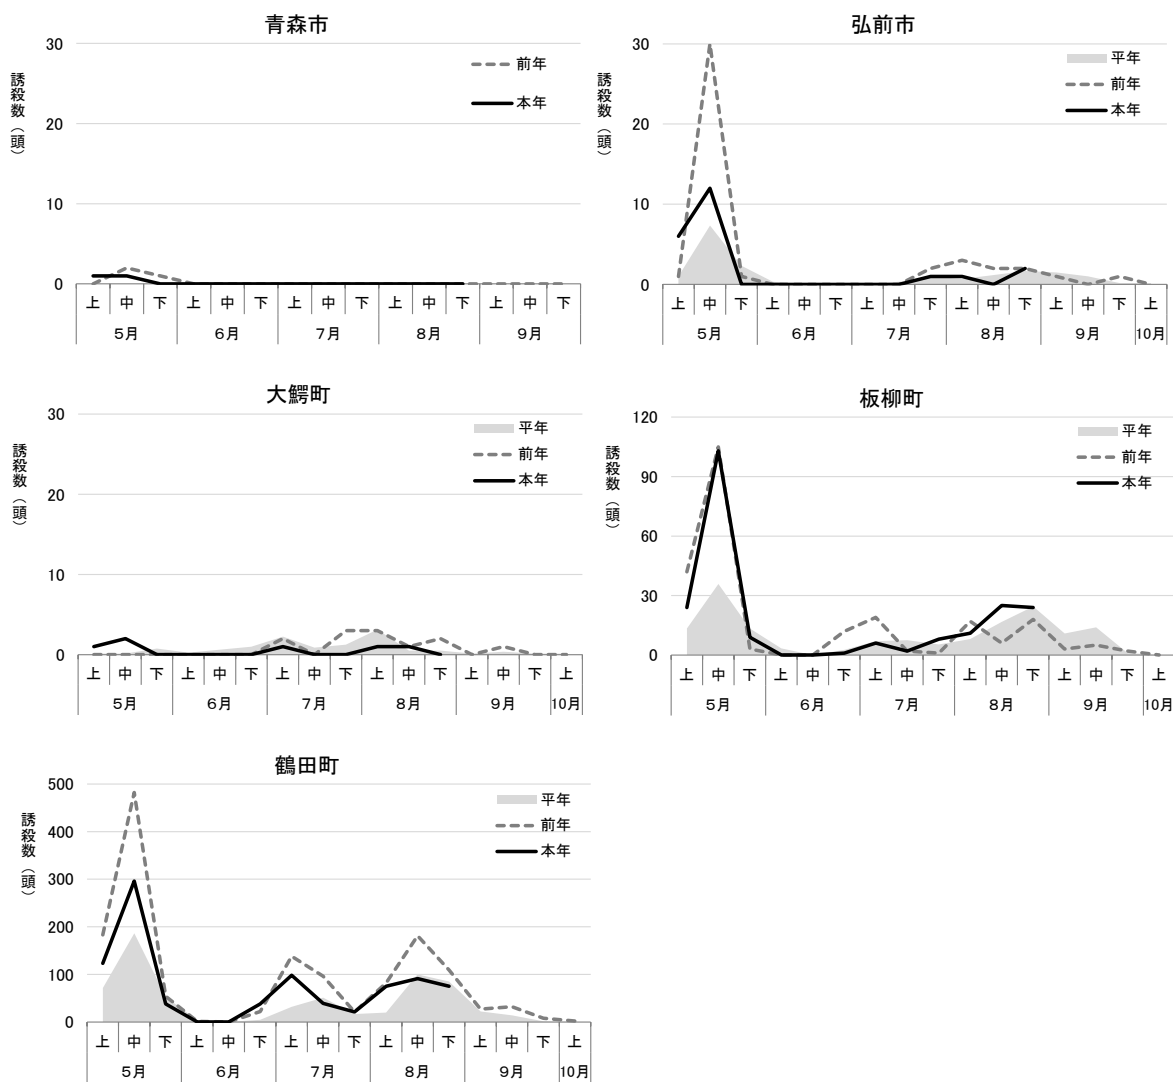 青森市
30
20
10
0
誘殺数（頭）
前年
本年
上 中 下 上 中 下 上 中 下 上 中 下 上 中 下
5月 6月 7月 8月 9月
弘前市
30
20
10
0
誘殺数（頭）
平年
前年
本年
上 中 下 上 中 下 上 中 下 上 中 下 上 中 下 上
5月 6月 7月 8月 9月 10月
大鰐町
30
20
10
0
誘殺数（頭）
平年
前年
本年
上 中 下 上 中 下 上 中 下 上 中 下 上 中 下 上
5月 6月 7月 8月 9月 10月
板柳町
120
90
60
30
0
誘殺数（頭）
平年
前年
本年
上 中 下 上 中 下 上 中 下 上 中 下 上 中 下 上
5月 6月 7月 8月 9月 10月
鶴田町
500
400
300
200
100
0
誘殺数（頭）
平年
前年
本年
上 中 下 上 中 下 上 中 下 上 中 下 上 中 下 上
5月 6月 7月 8月 9月 10月